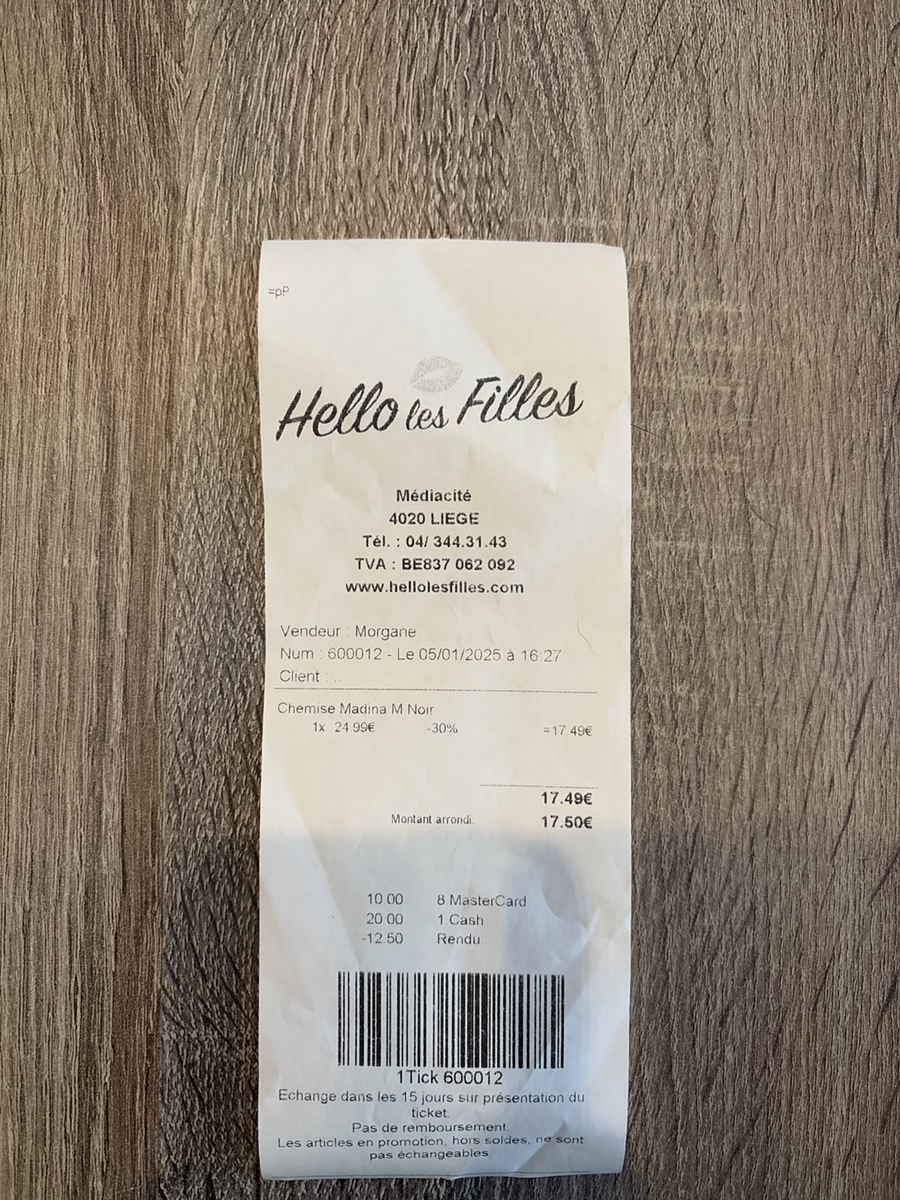 =pP
Hello les Filles
Médiacité
4020 LIEGE
Tél. : 04/ 344.31.43
TVA : BE837 062 092
www.hellolesfilles.com
Vendeur : Morgane
Num : 600012 - Le 05/01/2025 à 16:27
Client : ..
Chemise Madina M Noir
1x 24.99€ -30% =17.49€
17.49€
Montant arrondi: 17.50€
10.00 8 MasterCard
20.00 1 Cash
-12.50 Rendu
1Tick 600012
Echange dans les 15 jours sur présentation du
ticket.
Pas de remboursement.
Les articles en promotion, hors soldes, ne sont
pas échangeables.